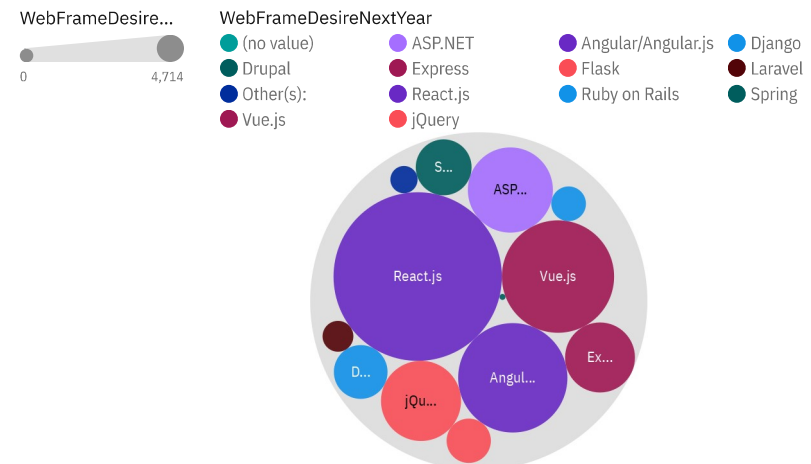 WebFrameDesire...
0
4,714
WebFrameDesireNextYear
(no value)
ASP.NET
Angular/Angular.js
Django
Drupal
Express
Flask
Laravel
Other(s):
React.js
Ruby on Rails
Spring
Vue.js
jQuery
S...
ASP...
React.js
Vue.js
Ex...
D...
Angul...
jQu...